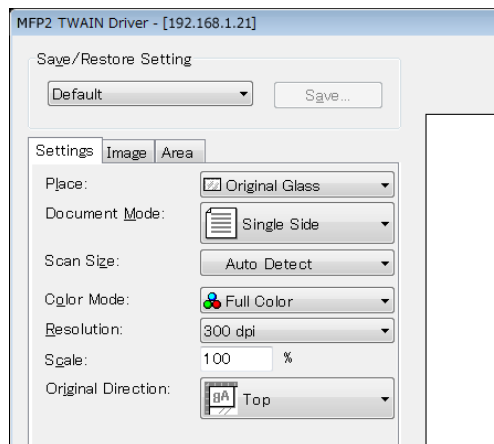 MFP2 TWAIN Driver - [192.168.1.21]
Save/Restore Setting
Default Save...
Settings Image Area
Place: Original Glass
Document Mode: Single Side
Scan Size: Auto Detect
Color Mode: Full Color
Resolution: 300 dpi
Scale: 100 %
Original Direction: BA Top